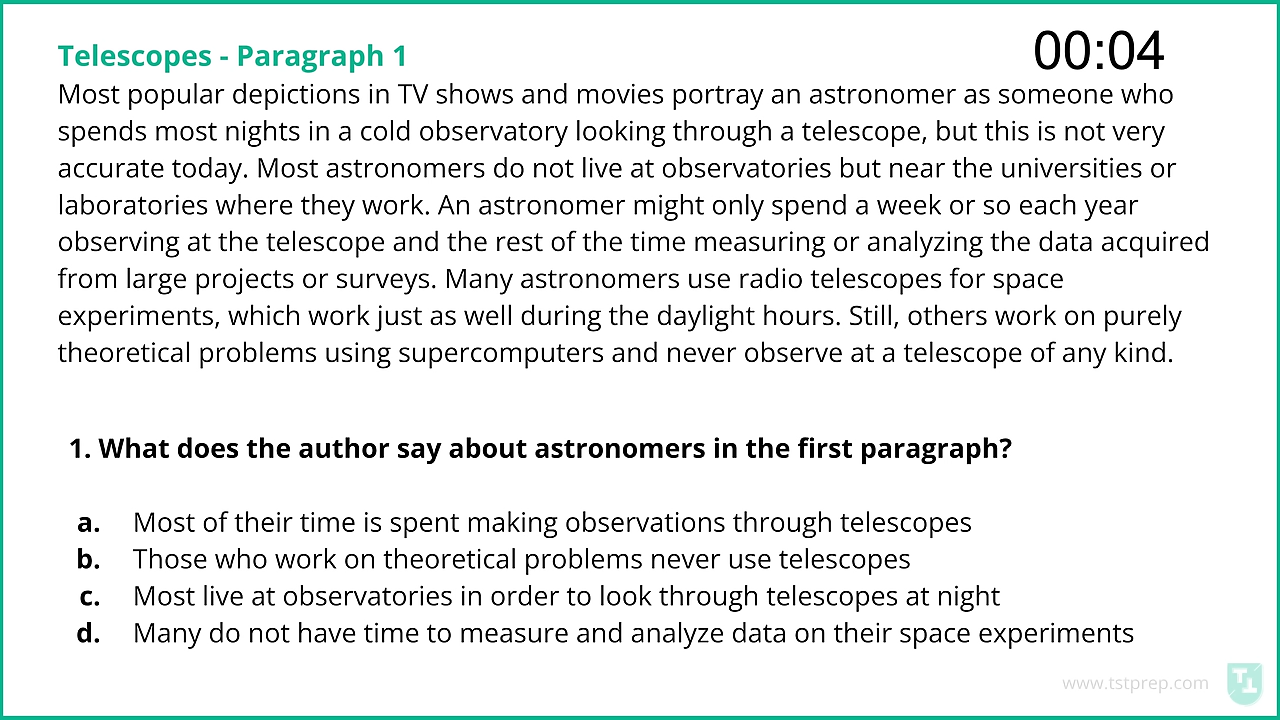 Telescopes - Paragraph 1
00:04
Most popular depictions in TV shows and movies portray an astronomer as someone who
spends most nights in a cold observatory looking through a telescope, but this is not very
accurate today. Most astronomers do not live at observatories but near the universities or
laboratories where they work. An astronomer might only spend a week or so each year
observing at the telescope and the rest of the time measuring or analyzing the data acquired
from large projects or surveys. Many astronomers use radio telescopes for space
experiments, which work just as well during the daylight hours. Still, others work on purely
theoretical problems using supercomputers and never observe at a telescope of any kind.
1. What does the author say about astronomers in the first paragraph?
a. Most of their time is spent making observations through telescopes
b. Those who work on theoretical problems never use telescopes
c. Most live at observatories in order to look through telescopes at night
d. Many do not have time to measure and analyze data on their space experiments
www.tstprep.com